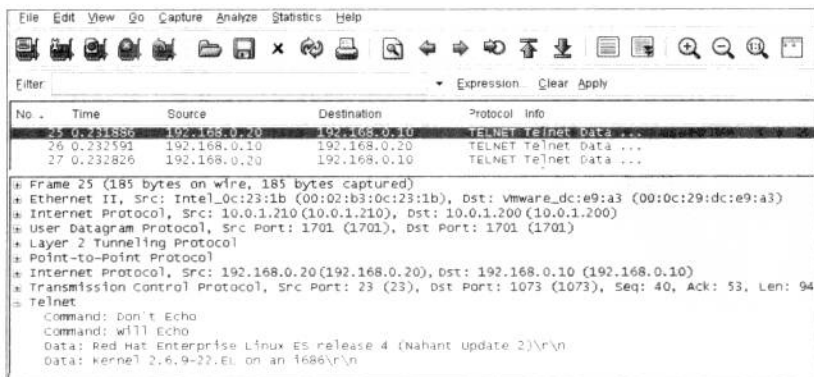 File Edit View Go Capture Analyze Statistics Help
Filter: Expression... Clear Apply
No. . Time Source Destination Protocol Info
25 0.231886 192.168.0.20 192.168.0.10 TELNET Telnet Data ...
26 0.232591 192.168.0.10 192.168.0.20 TELNET Telnet Data ...
27 0.232826 192.168.0.20 192.168.0.10 TELNET Telnet Data ...
Frame 25 (185 bytes on wire, 185 bytes captured)
Ethernet II, Src: Intel_0c:23:1b (00:02:b3:0c:23:1b), Dst: Vmware_dc:e9:a3 (00:0c:29:dc:e9:a3)
Internet Protocol, Src: 10.0.1.210 (10.0.1.210), Dst: 10.0.1.200 (10.0.1.200)
User Datagram Protocol, Src Port: 1701 (1701), Dst Port: 1701 (1701)
Layer 2 Tunneling Protocol
Point-to-Point Protocol
Internet Protocol, Src: 192.168.0.20 (192.168.0.20), Dst: 192.168.0.10 (192.168.0.10)
Transmission Control Protocol, Src Port: 23 (23), Dst Port: 1073 (1073), Seq: 40, Ack: 53, Len: 94
Telnet
Command: Don't Echo
Command: Will Echo
Data: Red Hat Enterprise Linux ES release 4 (Nahant Update 2)\r\n
Data: Kernel 2.6.9-22.EL on an i686\r\n